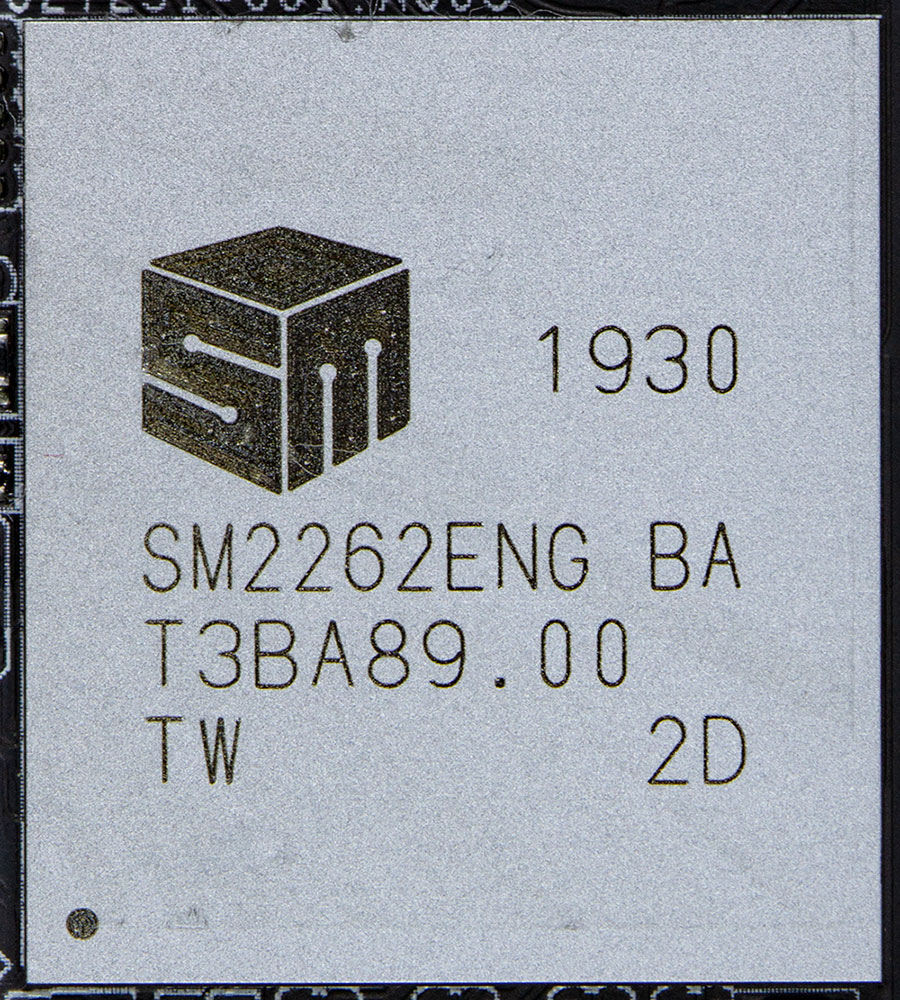 1930
SM2262ENG BA
T3BA89.00
TW 2D